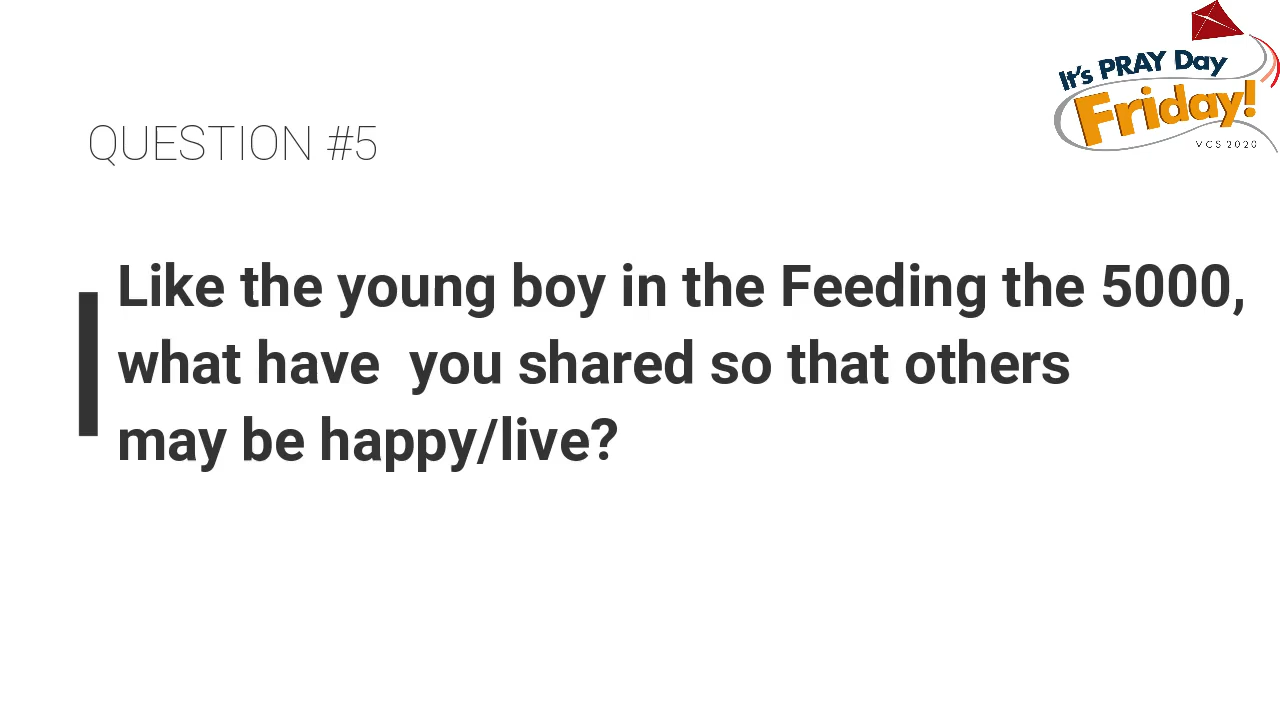 It's PRAY Day
Friday!
VCS 2020
QUESTION #5
Like the young boy in the Feeding the 5000,
what have  you shared so that others
may be happy/live?